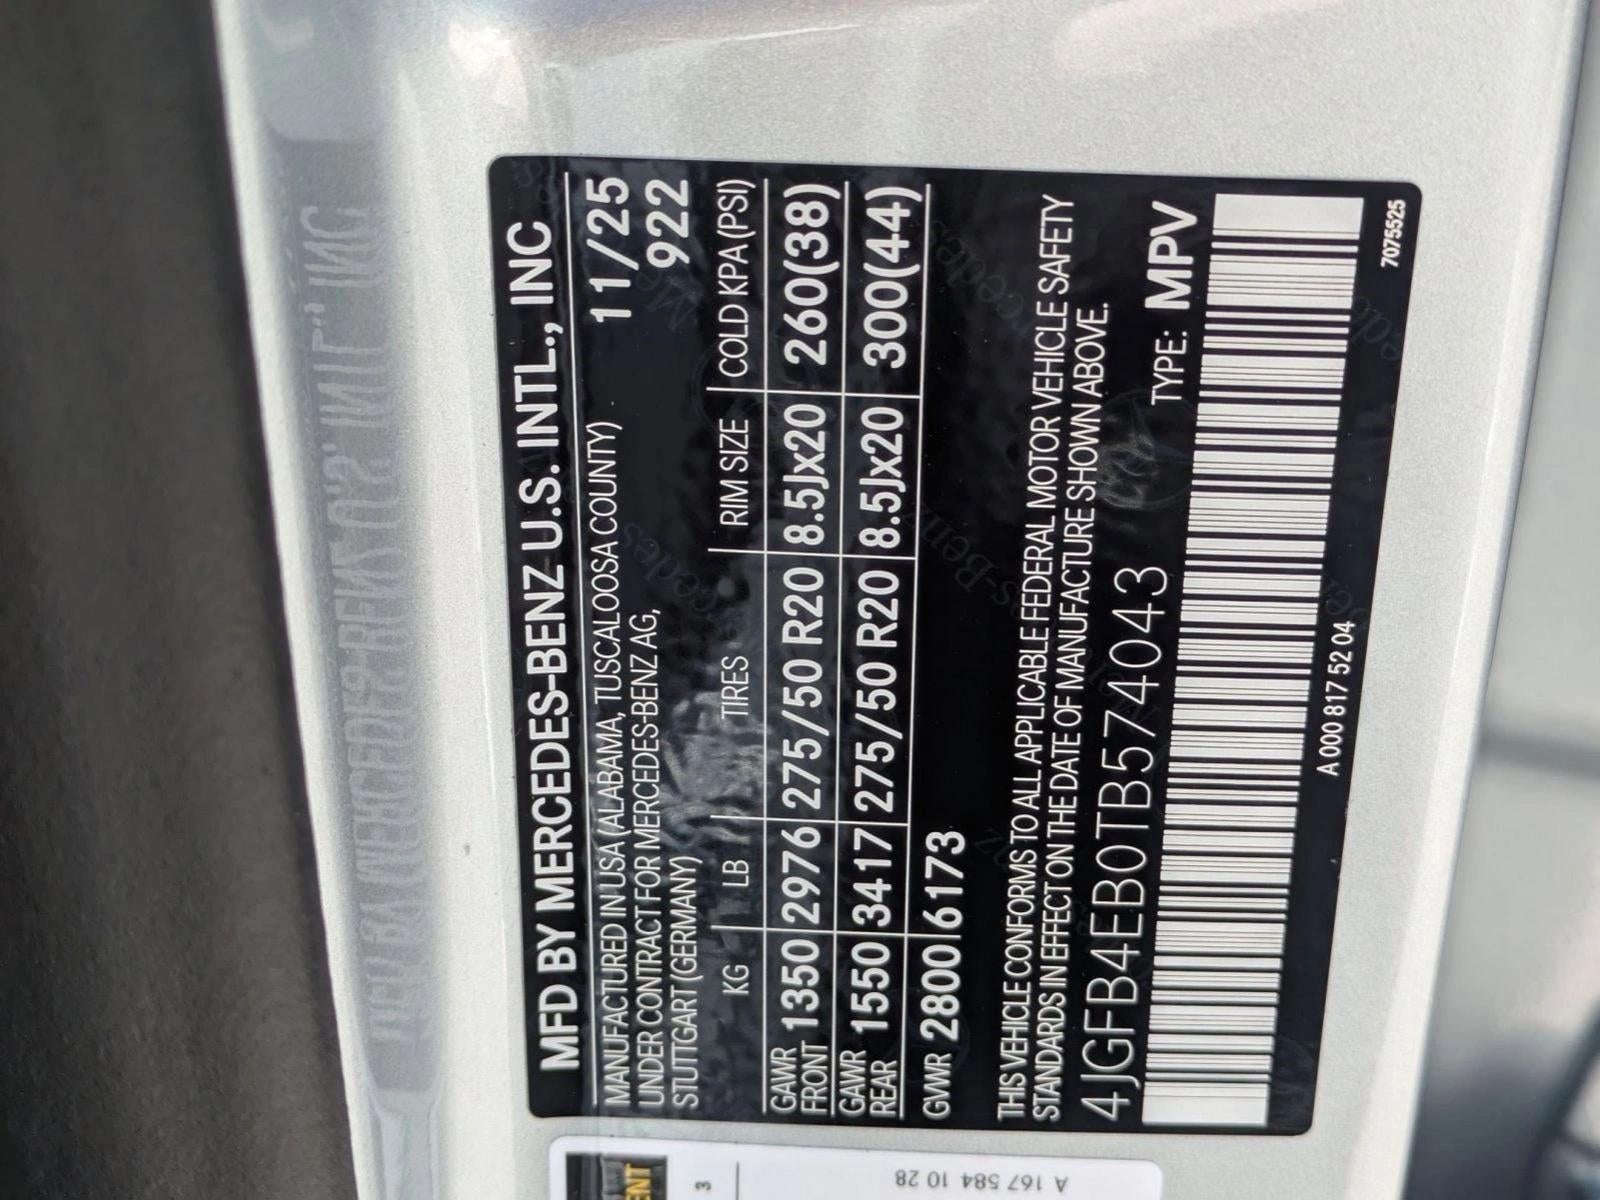 MFD BY MERCEDES-BENZ U.S. INTL., INC
MANUFACTURED IN USA (ALABAMA, TUSCALOOSA COUNTY) 11/25
UNDER CONTRACT FOR MERCEDES-BENZ AG, 922
STUTTGART (GERMANY)
KG LB TIRES RIM SIZE COLD KPA (PSI)
GAWR FRONT 1350 2976 275/50 R20 8.5Jx20 260(38)
GAWR REAR 1550 3417 275/50 R20 8.5Jx20 300(44)
GVWR 2800 6173
THIS VEHICLE CONFORMS TO ALL APPLICABLE FEDERAL MOTOR VEHICLE SAFETY
STANDARDS IN EFFECT ON THE DATE OF MANUFACTURE SHOWN ABOVE.
4JGFB4EB0TB574043 TYPE: MPV
A 000 817 52 04
7075525
3
A 167 584 10 28